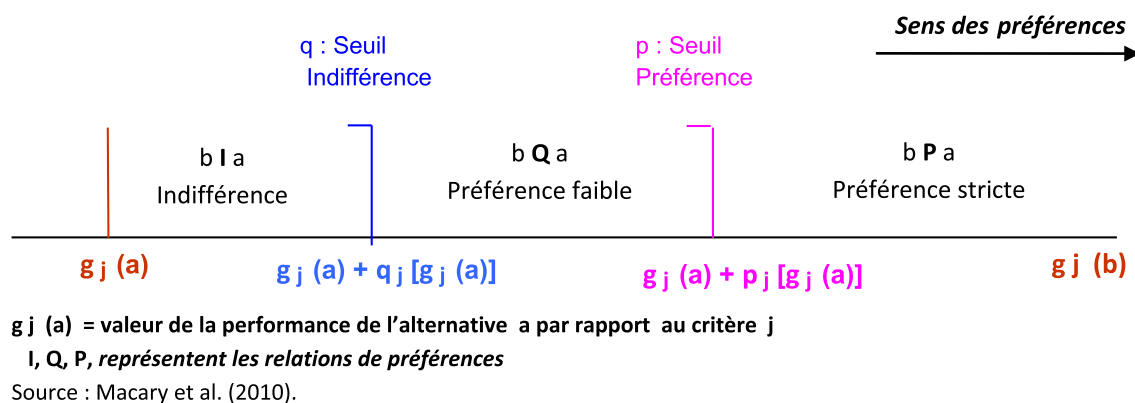 Sens des préférences
q : Seuil
Indifférence
p : Seuil
Préférence
b I a
Indifférence
b Q a
Préférence faible
b P a
Préférence stricte
g j (a)
g j (a) + q j [g j (a)]
g j (a) + p j [g j (a)]
g j (b)
g j (a) = valeur de la performance de l’alternative a par rapport au critère j
I, Q, P, représentent les relations de préférences
Source : Macary et al. (2010).